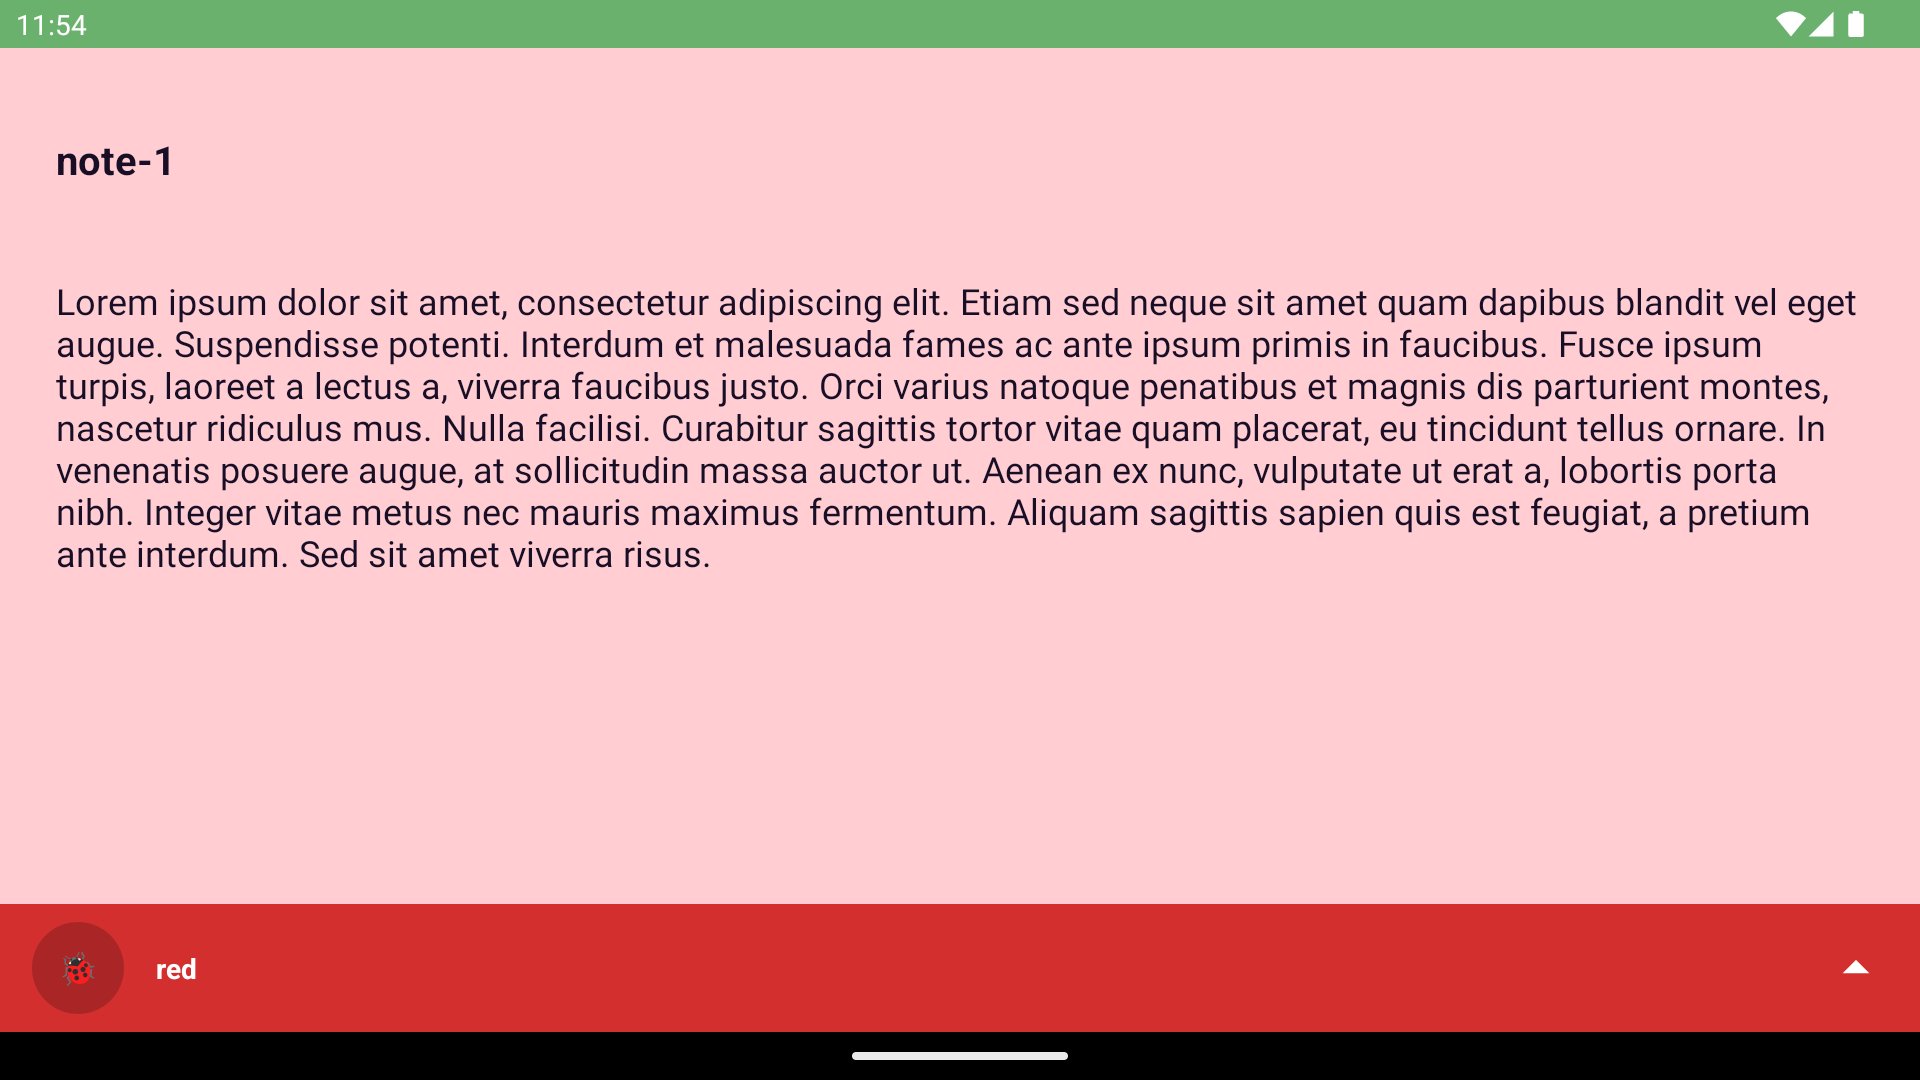 11:54
note-1
Lorem ipsum dolor sit amet, consectetur adipiscing elit. Etiam sed neque sit amet quam dapibus blandit vel eget
augue. Suspendisse potenti. Interdum et malesuada fames ac ante ipsum primis in faucibus. Fusce ipsum
turpis, laoreet a lectus a, viverra faucibus justo. Orci varius natoque penatibus et magnis dis parturient montes,
nascetur ridiculus mus. Nulla facilisi. Curabitur sagittis tortor vitae quam placerat, eu tincidunt tellus ornare. In
venenatis posuere augue, at sollicitudin massa auctor ut. Aenean ex nunc, vulputate ut erat a, lobortis porta
nibh. Integer vitae metus nec mauris maximus fermentum. Aliquam sagittis sapien quis est feugiat, a pretium
ante interdum. Sed sit amet viverra risus.
red